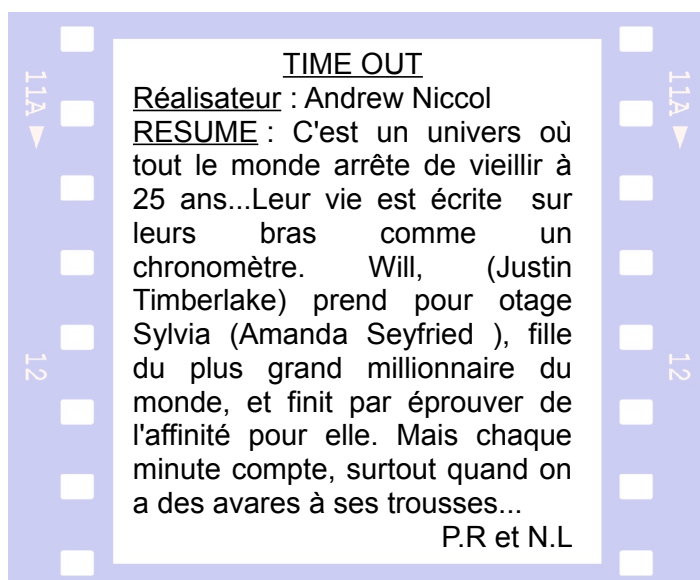 TIME OUT
Réalisateur : Andrew Niccol
RESUME : C'est un univers où
tout le monde arrête de vieillir à
25 ans...Leur vie est écrite sur
leurs bras comme un
chronomètre. Will, (Justin
Timberlake) prend pour otage
Sylvia (Amanda Seyfried ), fille
du plus grand millionnaire du
monde, et finit par éprouver de
l'affinité pour elle. Mais chaque
minute compte, surtout quand on
a des avares à ses trousses...
P.R et N.L
11A
12
11A
12